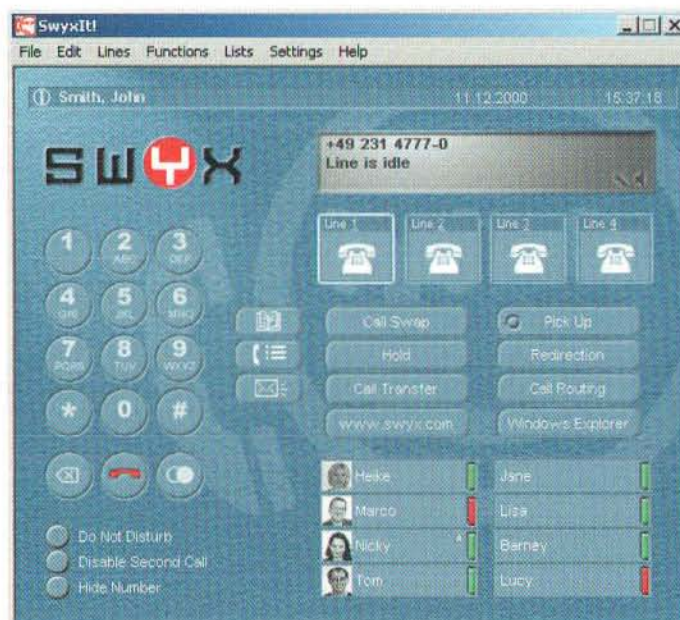 SwyxIt!
File Edit Lines Functions Lists Settings Help
Smith, John 11.12.2000 15:37:18
swyx
+49 231 4777-0
Line is idle
Line 1 Line 2 Line 3 Line 4
1 2 ABC 3 DEF
4 GHI 5 JKL 6 MNO
7 PQRS 8 TUV 9 WXYZ
* 0 #
Call Swap Pick Up
Hold Redirection
Call Transfer Call Routing
www.swyx.com Windows Explorer
Heike Jane
Marco Lisa
Nicky Barney
Tom Lucy
Do Not Disturb
Disable Second Call
Hide Number